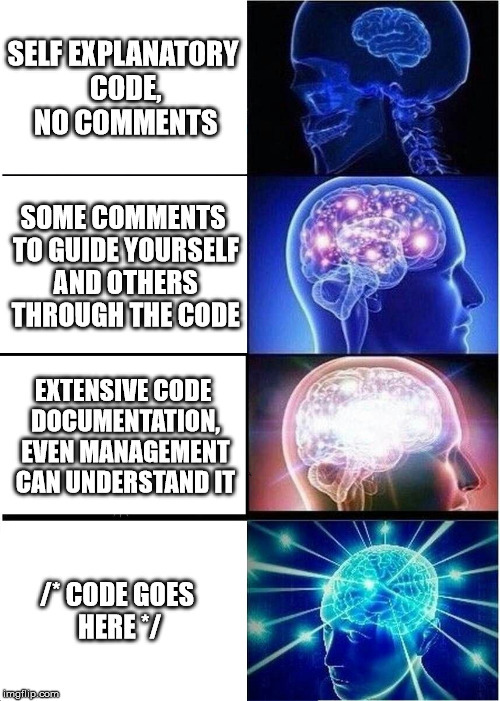 SELF EXPLANATORY
CODE,
NO COMMENTS
SOME COMMENTS
TO GUIDE YOURSELF
AND OTHERS
THROUGH THE CODE
EXTENSIVE CODE
DOCUMENTATION,
EVEN MANAGEMENT
CAN UNDERSTAND IT
/* CODE GOES
HERE */
imgflip.com